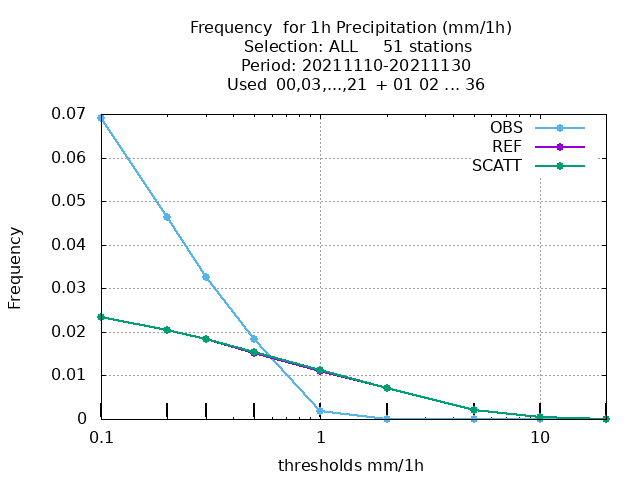 Frequency  for 1h Precipitation (mm/1h)
Selection: ALL     51 stations
Period: 20211110-20211130
Used  00,03,...,21  + 01 02 ... 36
0.07
0.06
0.05
0.04
0.03
0.02
0.01
0
Frequency
OBS
REF
SCATT
0.1 1 10
thresholds mm/1h